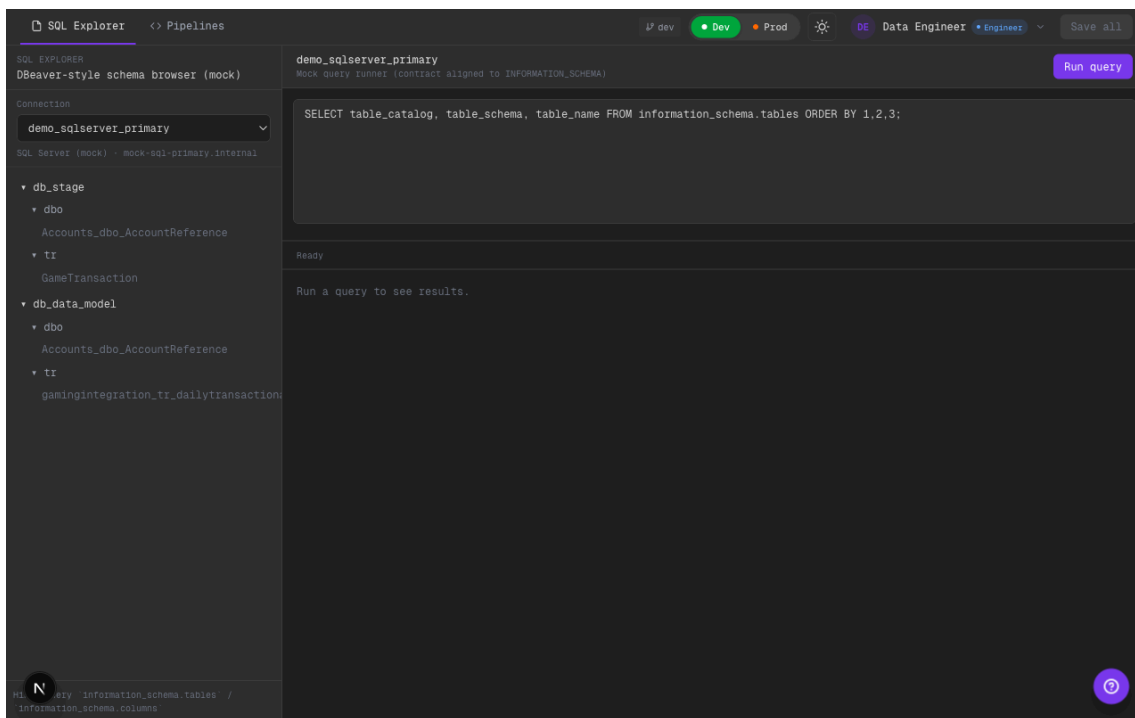 SQL Explorer <> Pipelines dev Dev Prod DE Data Engineer Engineer Save all
SQL EXPLORER
DBeaver-style schema browser (mock)
Connection
demo_sqlserver_primary
SQL Server (mock) · mock-sql-primary.internal
db_stage
dbo
Accounts_dbo_AccountReference
tr
GameTransaction
db_data_model
dbo
Accounts_dbo_AccountReference
tr
gamingintegration_tr_dailytransaction
N
`information_schema.tables` /
`information_schema.columns`
demo_sqlserver_primary
Mock query runner (contract aligned to INFORMATION_SCHEMA)
Run query
SELECT table_catalog, table_schema, table_name FROM information_schema.tables ORDER BY 1,2,3;
Ready
Run a query to see results.
?